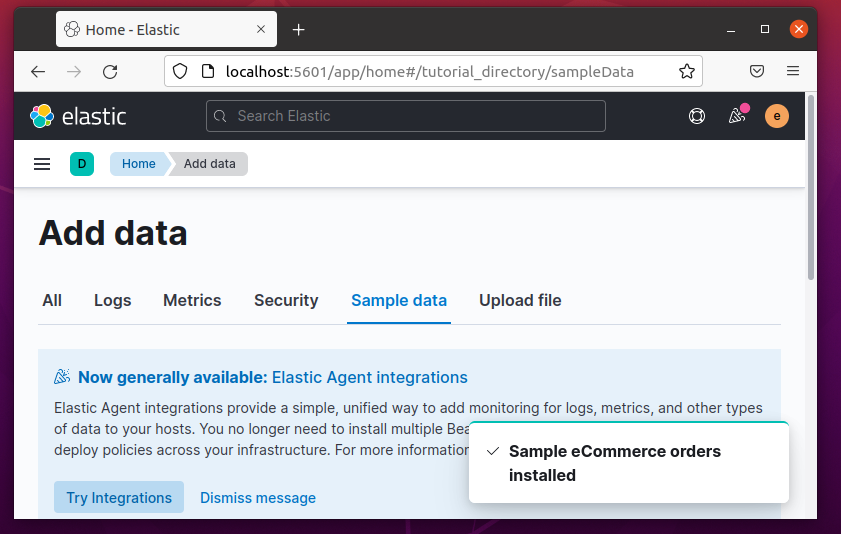 Home - Elastic
localhost:5601/app/home#/tutorial_directory/sampleData
elastic
Search Elastic
e
D
Home
Add data
Add data
All
Logs
Metrics
Security
Sample data
Upload file
Now generally available: Elastic Agent integrations
Elastic Agent integrations provide a simple, unified way to add monitoring for logs, metrics, and other types
of data to your hosts. You no longer need to install multiple Bea
deploy policies across your infrastructure. For more information
Sample eCommerce orders
installed
Try Integrations
Dismiss message